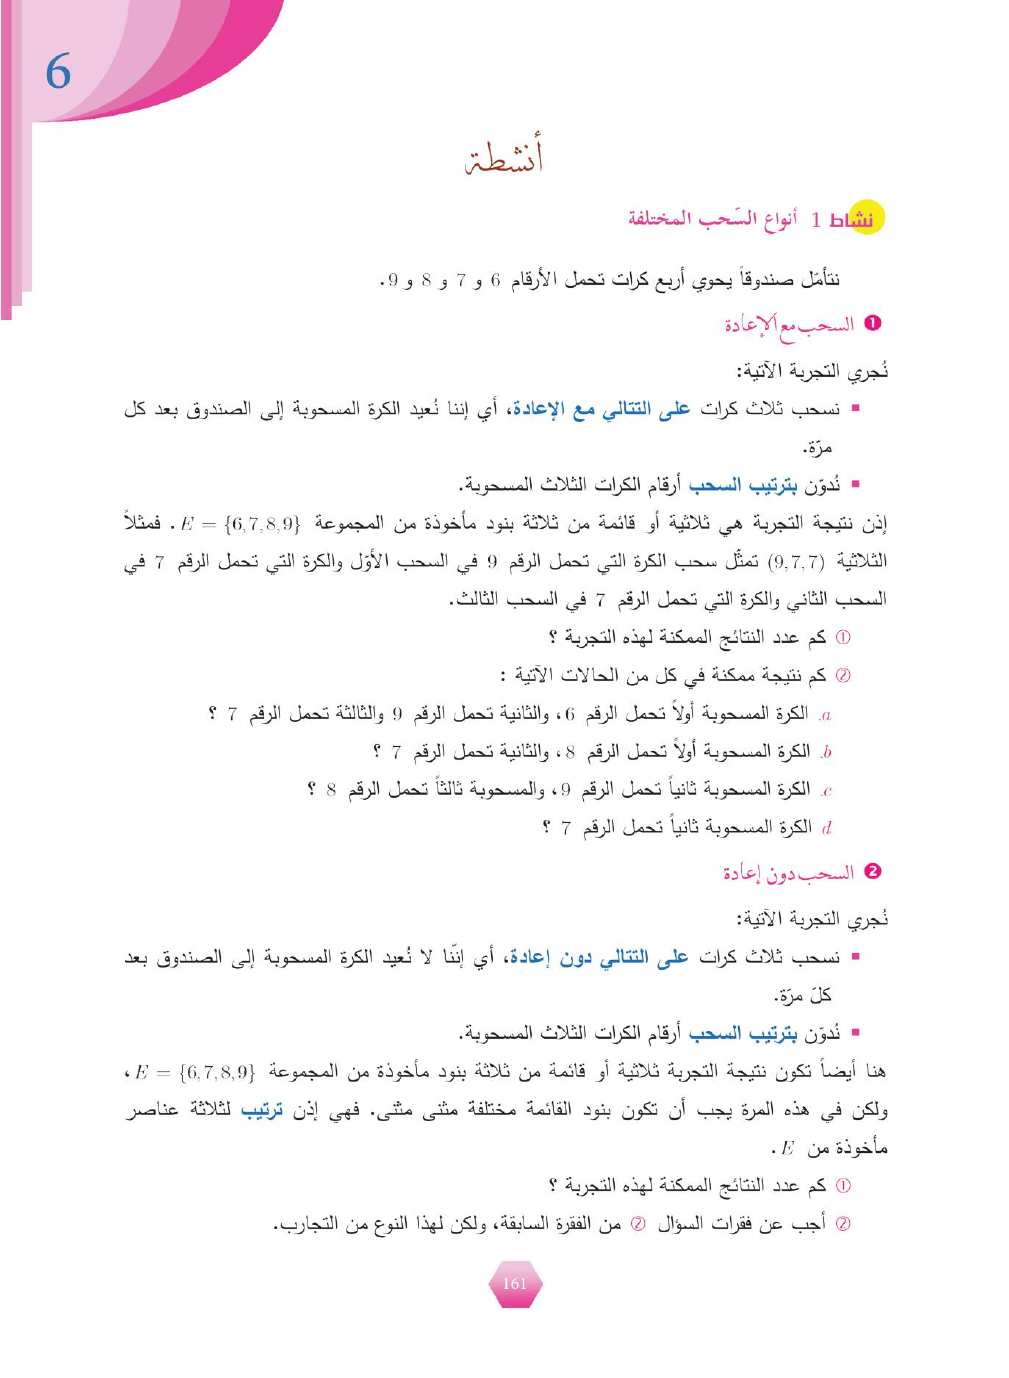 6
أنشطة
نشاط 1 أنواع السّحب المختلفة
نتأمّل صندوقاً يحوي أربع كرات تحمل الأرقام 6 و 7 و 8 و 9.
❶ السحب مع الإعادة
نُجري التجربة الآتية:
▪ نسحب ثلاث كرات على التتالي مع الإعادة، أي إننا نُعيد الكرة المسحوبة إلى الصندوق بعد كل
مرّة.
▪ نُدوّن بترتيب السحب أرقام الكرات الثلاث المسحوبة.
إذن نتيجة التجربة هي ثلاثية أو قائمة من ثلاثة بنود مأخوذة من المجموعة E = {6,7,8,9}. فمثلاً
الثلاثية (9,7,7) تمثّل سحب الكرة التي تحمل الرقم 9 في السحب الأوّل والكرة التي تحمل الرقم 7 في
السحب الثاني والكرة التي تحمل الرقم 7 في السحب الثالث.
① كم عدد النتائج الممكنة لهذه التجربة ؟
② كم نتيجة ممكنة في كل من الحالات الآتية :
a. الكرة المسحوبة أولاً تحمل الرقم 6، والثانية تحمل الرقم 9 والثالثة تحمل الرقم 7 ؟
b. الكرة المسحوبة أولاً تحمل الرقم 8، والثانية تحمل الرقم 7 ؟
c. الكرة المسحوبة ثانياً تحمل الرقم 9، والمسحوبة ثالثاً تحمل الرقم 8 ؟
d. الكرة المسحوبة ثانياً تحمل الرقم 7 ؟
❷ السحب دون إعادة
نُجري التجربة الآتية:
▪ نسحب ثلاث كرات على التتالي دون إعادة، أي إنّنا لا نُعيد الكرة المسحوبة إلى الصندوق بعد
كلّ مرّة.
▪ نُدوّن بترتيب السحب أرقام الكرات الثلاث المسحوبة.
هنا أيضاً تكون نتيجة التجربة ثلاثية أو قائمة من ثلاثة بنود مأخوذة من المجموعة E = {6,7,8,9}،
ولكن في هذه المرة يجب أن تكون بنود القائمة مختلفة مثنى مثنى. فهي إذن ترتيب لثلاثة عناصر
مأخوذة من E.
① كم عدد النتائج الممكنة لهذه التجربة ؟
② أجب عن فقرات السؤال ② من الفقرة السابقة، ولكن لهذا النوع من التجارب.
161